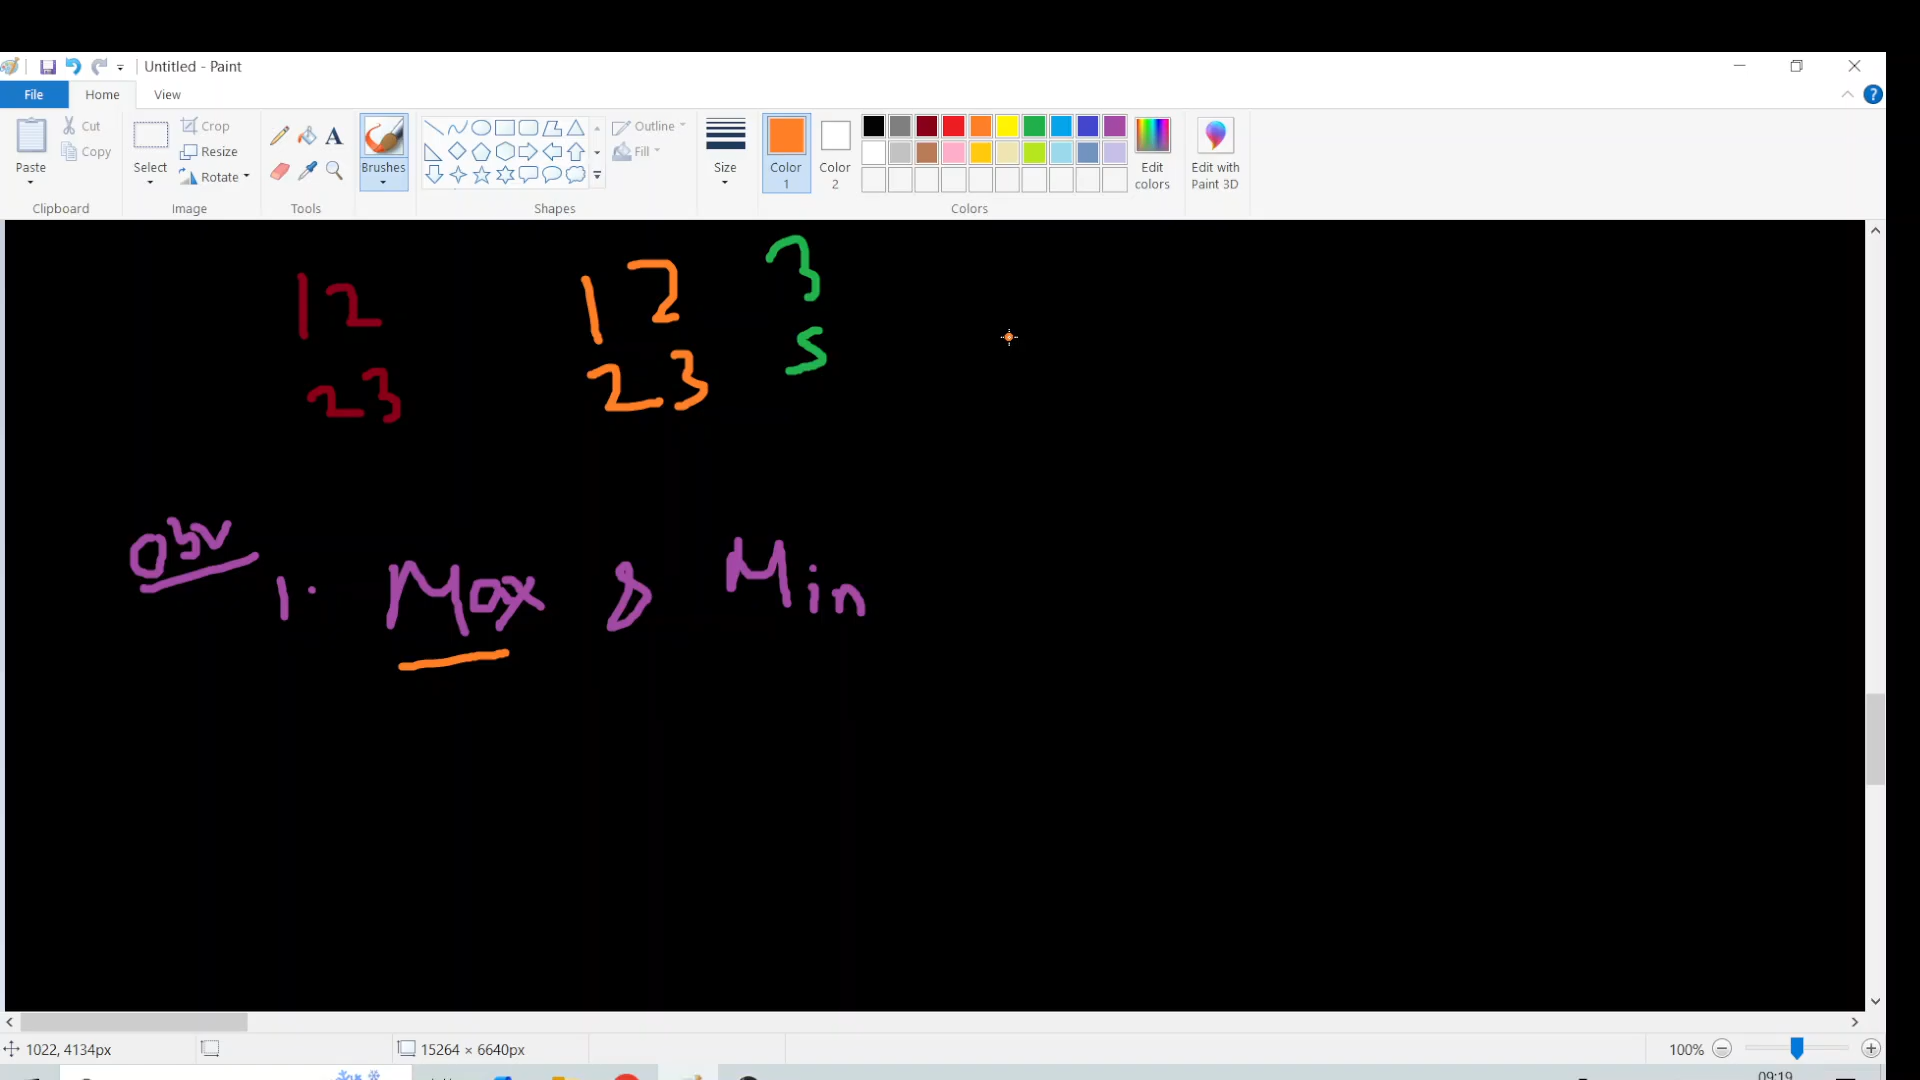 Untitled - Paint
File Home View
Paste Cut Copy Clipboard
Select Crop Resize Rotate Image
Tools
Brushes
Outline Fill Shapes
Size
Color 1 Color 2
Edit colors
Edit with Paint 3D
Colors
12 12 3
23 23 5
Obv
1. Max & Min
1022, 4134px 15264 × 6640px 100%
09:19